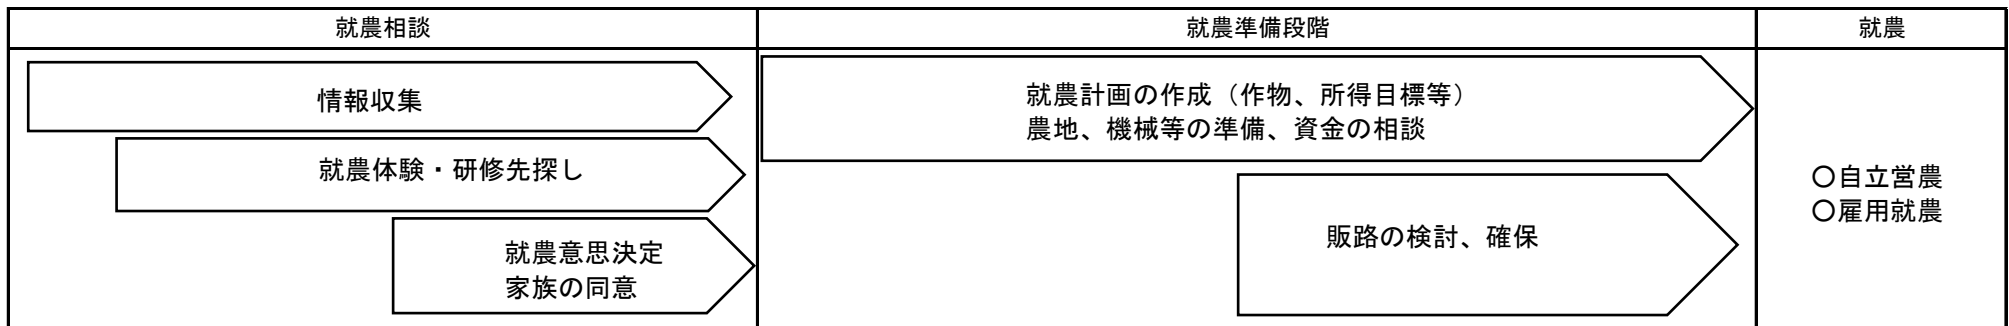 就農相談
就農準備段階
就農
情報収集
就農体験・研修先探し
就農意思決定
家族の同意
就農計画の作成（作物、所得目標等）
農地、機械等の準備、資金の相談
販路の検討、確保
〇自立営農
〇雇用就農